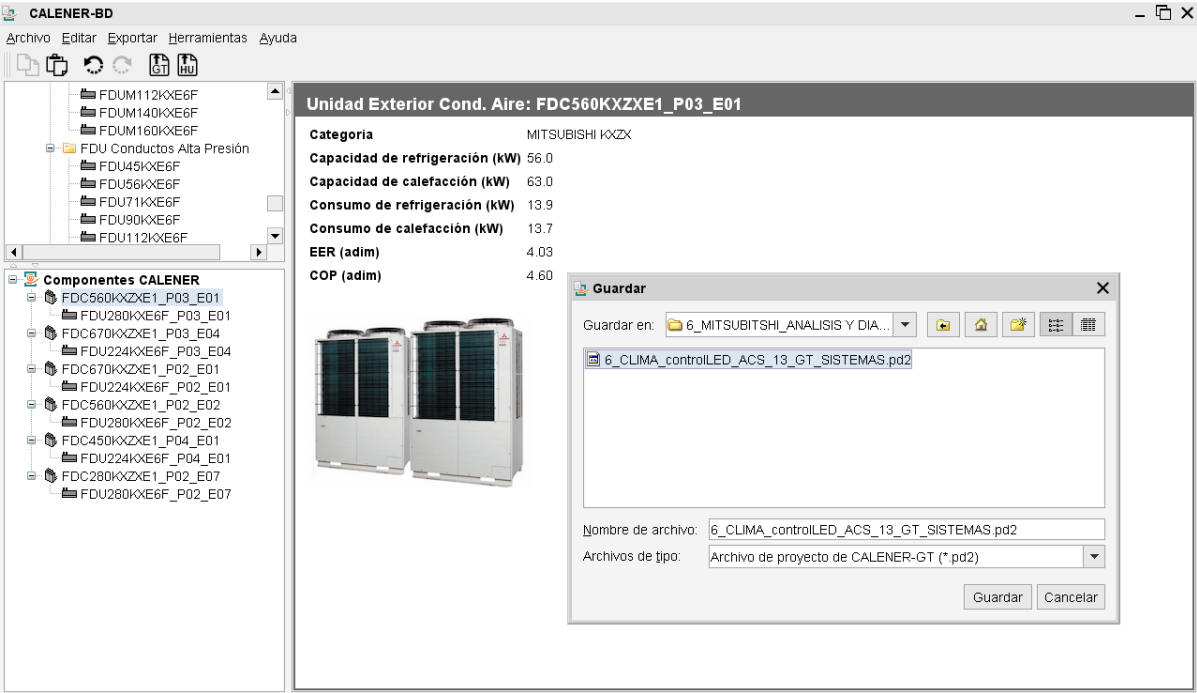 CALENER-BD
Archivo Editar Exportar Herramientas Ayuda
GT HU
FDUM112KXE6F
FDUM140KXE6F
FDUM160KXE6F
FDU Conductos Alta Presión
FDU45KXE6F
FDU56KXE6F
FDU71KXE6F
FDU90KXE6F
FDU112KXE6F
Componentes CALENER
FDC560KXZXE1_P03_E01
FDU280KXE6F_P03_E01
FDC670KXZXE1_P03_E04
FDU224KXE6F_P03_E04
FDC670KXZXE1_P02_E01
FDU224KXE6F_P02_E01
FDC560KXZXE1_P02_E02
FDU280KXE6F_P02_E02
FDC450KXZXE1_P04_E01
FDU224KXE6F_P04_E01
FDC280KXZXE1_P02_E07
FDU280KXE6F_P02_E07
Unidad Exterior Cond. Aire: FDC560KXZXE1_P03_E01
Categoria MITSUBISHI KXZX
Capacidad de refrigeración (kW) 56.0
Capacidad de calefacción (kW) 63.0
Consumo de refrigeración (kW) 13.9
Consumo de calefacción (kW) 13.7
EER (adim) 4.03
COP (adim) 4.60
Guardar
Guardar en: 6_MITSUBITSHI_ANALISIS Y DIA...
6_CLIMA_controlLED_ACS_13_GT_SISTEMAS.pd2
Nombre de archivo: 6_CLIMA_controlLED_ACS_13_GT_SISTEMAS.pd2
Archivos de tipo: Archivo de proyecto de CALENER-GT (*.pd2)
Guardar Cancelar